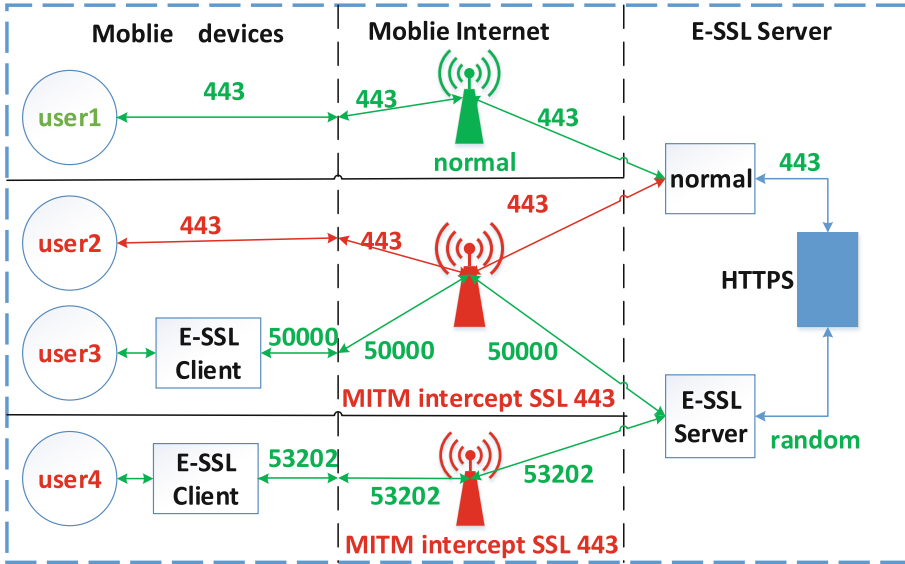 Moblie devices
Moblie Internet
E-SSL Server
user1
443
443
443
normal
normal
443
user2
443
443
443
HTTPS
user3
E-SSL
Client
50000
50000
50000
MITM intercept SSL 443
E-SSL
Server
random
user4
E-SSL
Client
53202
53202
53202
MITM intercept SSL 443